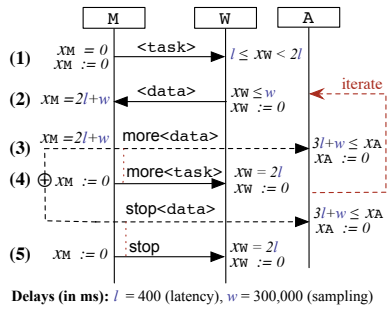 M W A
(1) xM = 0 <task> l ≤ xW < 2l
xM := 0
iterate
(2) xM =2l+w <data> xW ≤ w
xW := 0
xM =2l+w more<data> 3l+w ≤ xA
(3) xA := 0
(4) ⊕ xM := 0 more<task> xW = 2l
xW := 0
stop<data> 3l+w ≤ xA
xA := 0
(5) xM := 0 stop xW = 2l
xW := 0
Delays (in ms): l = 400 (latency), w = 300,000 (sampling)